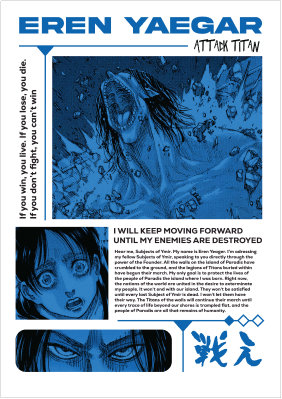 EREN YAEGAR
ATTACK TITAN
If you win, you live. If you lose, you die.
If you don't fight, you can't win
I WILL KEEP MOVING FORWARD
UNTIL MY ENEMIES ARE DESTROYED
Hear me, Subjects of Ymir. My name is Eren Yeager. I'm adressing
my fellow Subjects of Ymir, speaking to you directly through the
power of the Founder. All the walls on the island of Paradis have
crumbled to the ground, and the legions of Titans buried within
have begun their march. My only goal is to protect the lives of
the people of Paradis the island where I was born. Right now,
the nations of the world are united in the desire to exterminate
my people. It won't end with our island. They won't be satisfied
until every last Subject of Ymir is dead. I won't let them have
their way. The Titans of the walls will continue their march until
every trace of life beyond our shores is trampled flat, and the
people of Paradis are all that remains of humanity.
戦え